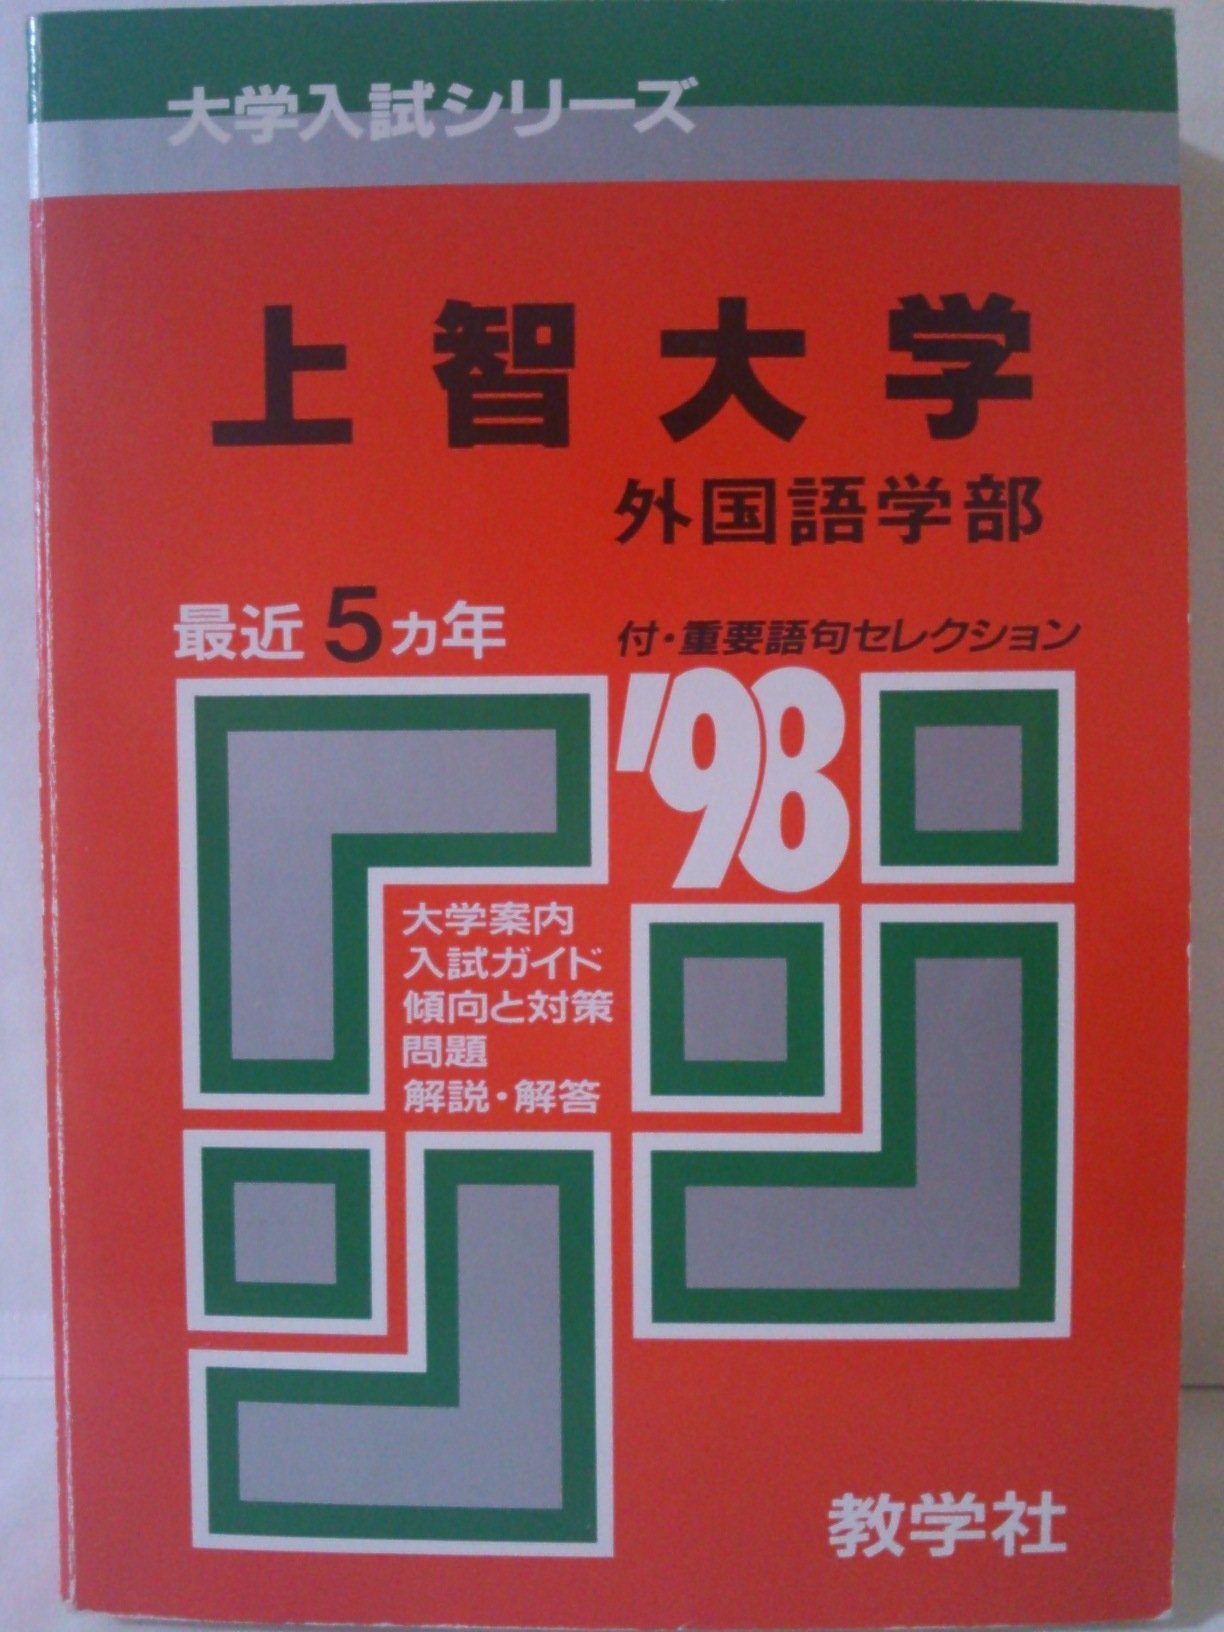 大学入試シリーズ
上智大学
外国語学部
最近5ヵ年
付・重要語句セレクション
'98
大学案内
入試ガイド
傾向と対策
問題
解説・解答
教学社